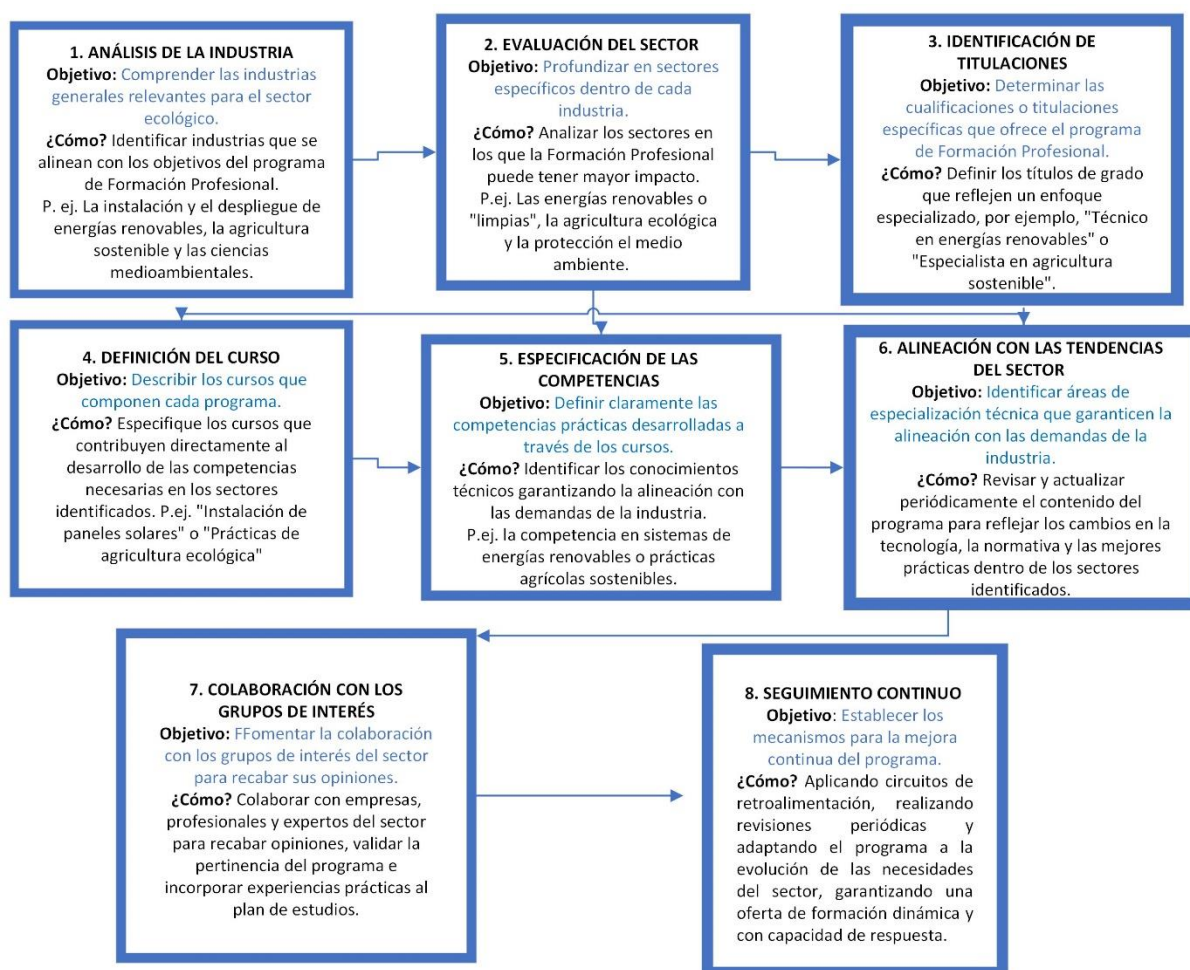 1. ANÁLISIS DE LA INDUSTRIA
Objetivo: Comprender las industrias
generales relevantes para el sector
ecológico.
¿Cómo? Identificar industrias que se
alinean con los objetivos del programa
de Formación Profesional.
P. ej. La instalación y el despliegue de
energías renovables, la agricultura
sostenible y las ciencias
medioambientales.
2. EVALUACIÓN DEL SECTOR
Objetivo: Profundizar en sectores
específicos dentro de cada
industria.
¿Cómo? Analizar los sectores en
los que la Formación Profesional
puede tener mayor impacto.
P.ej. Las energías renovables o
"limpias", la agricultura ecológica
y la protección el medio
ambiente.
3. IDENTIFICACIÓN DE
TITULACIONES
Objetivo: Determinar las
cualificaciones o titulaciones
específicas que ofrece el programa
de Formación Profesional.
¿Cómo? Definir los títulos de grado
que reflejen un enfoque
especializado, por ejemplo, "Técnico
en energías renovables" o
"Especialista en agricultura
sostenible".
4. DEFINICIÓN DEL CURSO
Objetivo: Describir los cursos que
componen cada programa.
¿Cómo? Especifique los cursos que
contribuyen directamente al
desarrollo de las competencias
necesarias en los sectores
identificados. P.ej. "Instalación de
paneles solares" o "Prácticas de
agricultura ecológica"
5. ESPECIFICACIÓN DE LAS
COMPETENCIAS
Objetivo: Definir claramente las
competencias prácticas desarrolladas a
través de los cursos.
¿Cómo? Identificar los conocimientos
técnicos garantizando la alineación con
las demandas de la industria.
P.ej. la competencia en sistemas de
energías renovables o prácticas
agrícolas sostenibles.
6. ALINEACIÓN CON LAS TENDENCIAS
DEL SECTOR
Objetivo: Identificar áreas de
especialización técnica que garanticen la
alineación con las demandas de la
industria.
¿Cómo? Revisar y actualizar
periódicamente el contenido del
programa para reflejar los cambios en la
tecnología, la normativa y las mejores
prácticas dentro de los sectores
identificados.
7. COLABORACIÓN CON LOS
GRUPOS DE INTERÉS
Objetivo: FFomentar la colaboración
con los grupos de interés del sector
para recabar sus opiniones.
¿Cómo? Colaborar con empresas,
profesionales y expertos del sector
para recabar opiniones, validar la
pertinencia del programa e
incorporar experiencias prácticas al
plan de estudios.
8. SEGUIMIENTO CONTINUO
Objetivo: Establecer los
mecanismos para la mejora
continua del programa.
¿Cómo? Aplicando circuitos de
retroalimentación, realizando
revisiones periódicas y
adaptando el programa a la
evolución de las necesidades
del sector, garantizando una
oferta de formación dinámica y
con capacidad de respuesta.